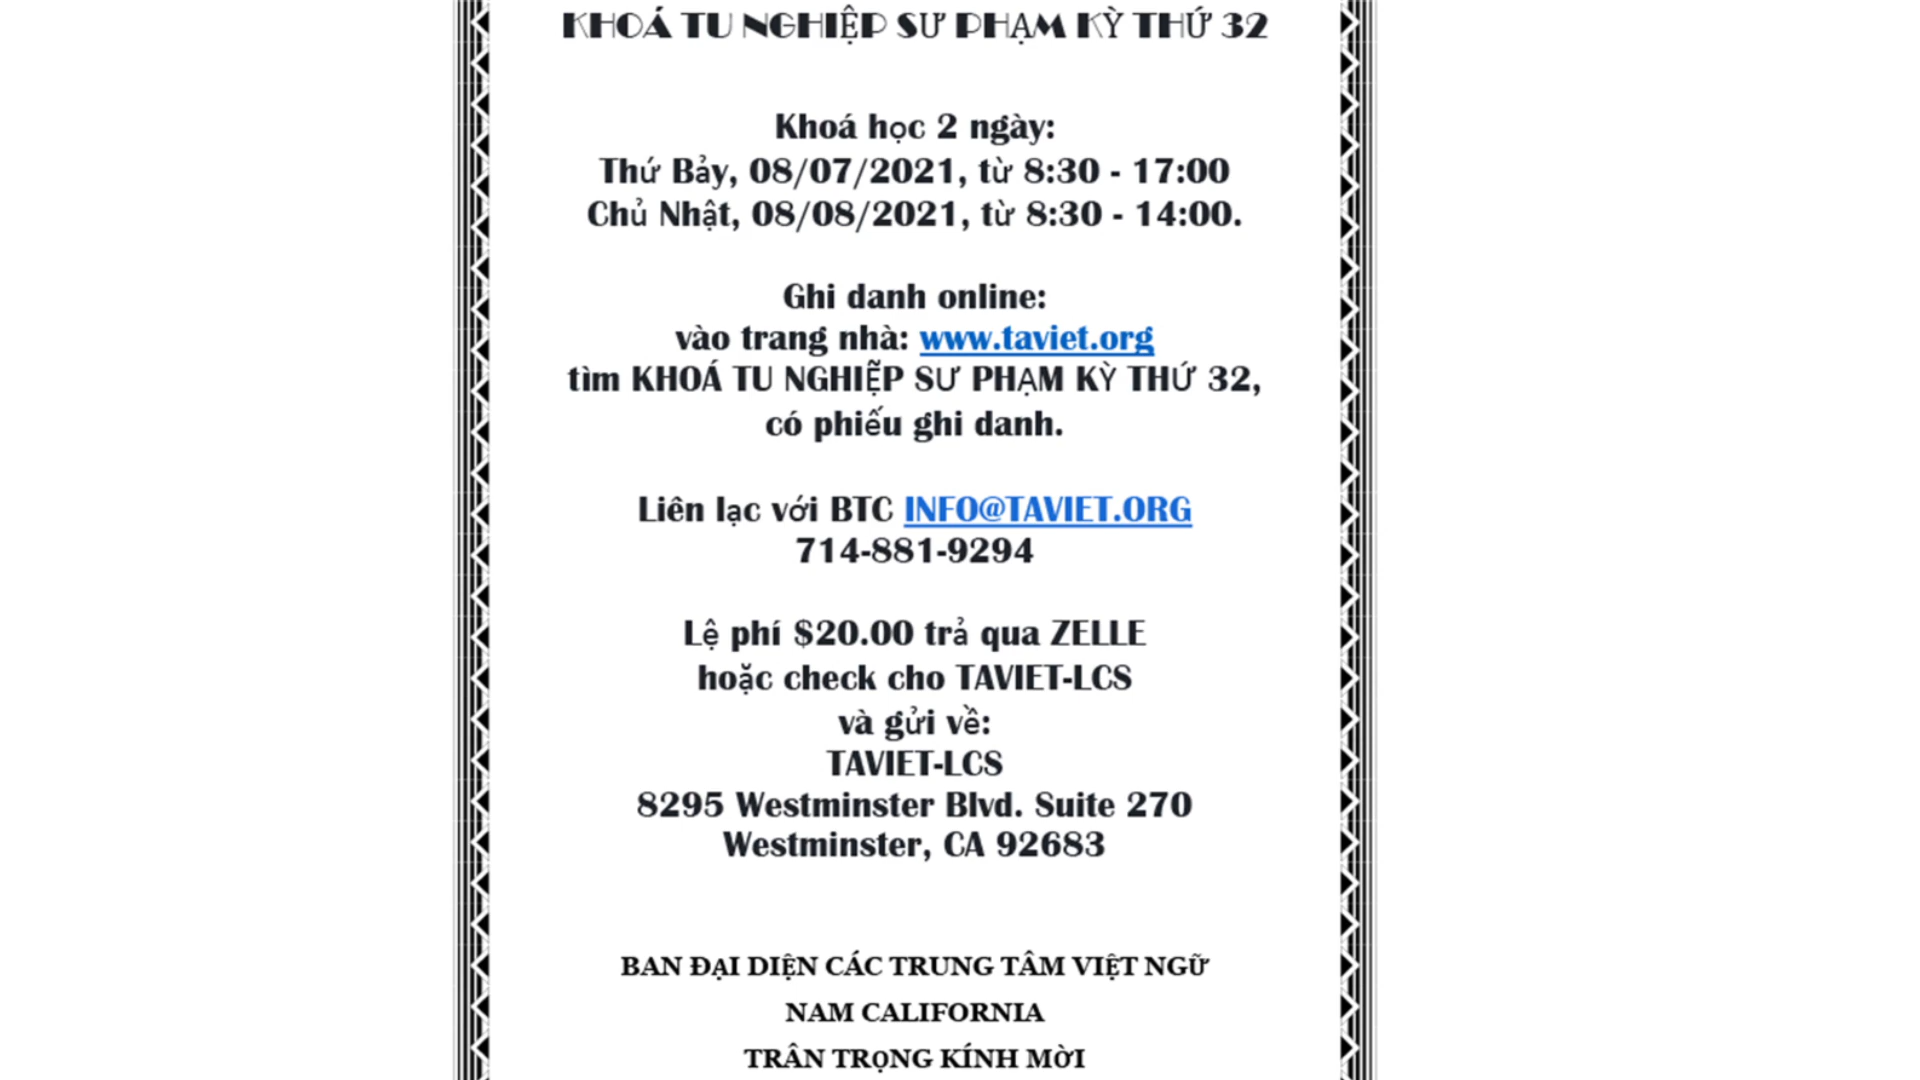 KHOÁ TU NGHIỆP SƯ PHẠM KỲ THỨ 32
Khoá học 2 ngày:
Thứ Bảy, 08/07/2021, từ 8:30 - 17:00
Chủ Nhật, 08/08/2021, từ 8:30 - 14:00.
Ghi danh online:
vào trang nhà: www.taviet.org
tìm KHOÁ TU NGHIỆP SƯ PHẠM KỲ THỨ 32,
có phiếu ghi danh.
Liên lạc với BTC INFO@TAVIET.ORG
714-881-9294
Lệ phí $20.00 trả qua ZELLE
hoặc check cho TAVIET-LCS
và gửi về:
TAVIET-LCS
8295 Westminster Blvd. Suite 270
Westminster, CA 92683
BAN ĐẠI DIỆN CÁC TRUNG TÂM VIỆT NGỮ
NAM CALIFORNIA
TRÂN TRỌNG KÍNH MỜI